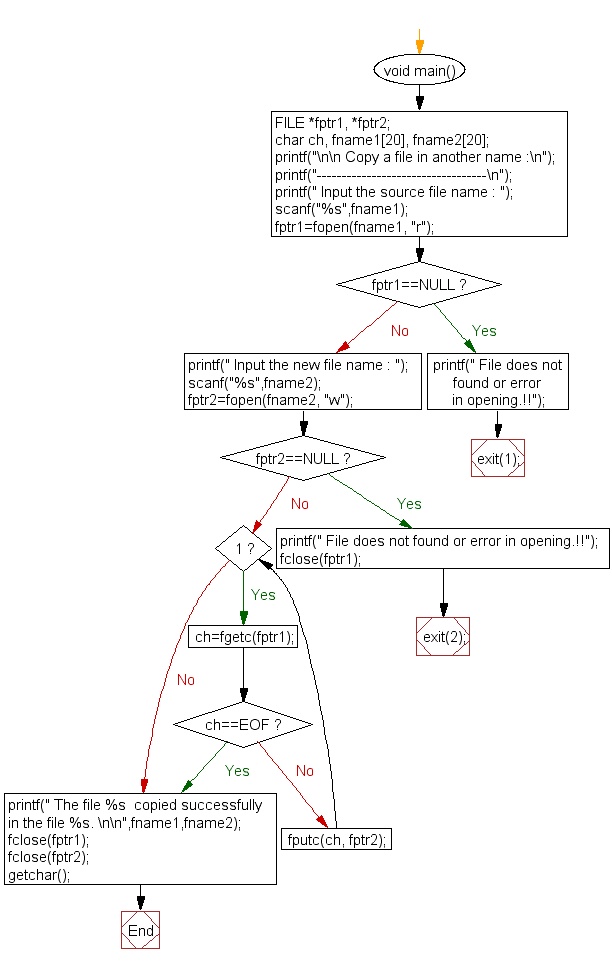 void main()
FILE *fptr1, *fptr2;
char ch, fname1[20], fname2[20];
printf("\n\n Copy a file in another name :\n");
printf("----------------------------------\n");
printf(" Input the source file name : ");
scanf("%s",fname1);
fptr1=fopen(fname1, "r");
fptr1==NULL ?
No
Yes
printf(" Input the new file name : ");
scanf("%s",fname2);
fptr2=fopen(fname2, "w");
printf(" File does not
found or error
in opening.!!");
fptr2==NULL ?
exit(1);
No
Yes
1 ?
printf(" File does not found or error in opening.!!");
fclose(fptr1);
Yes
ch=fgetc(fptr1);
exit(2);
No
ch==EOF ?
Yes
No
printf(" The file %s  copied successfully
in the file %s. \n\n",fname1,fname2);
fclose(fptr1);
fclose(fptr2);
getchar();
fputc(ch, fptr2);
End